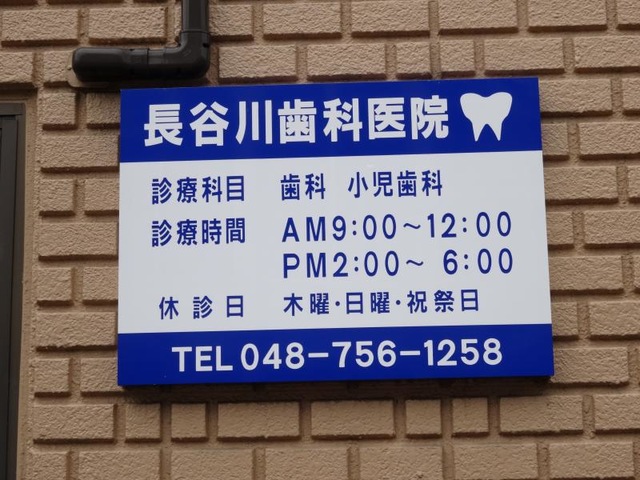 長谷川歯科医院
診療科目 歯科 小児歯科
診療時間 AM9:00〜12:00
PM2:00〜 6:00
休診日 木曜・日曜・祝祭日
TEL 048-756-1258